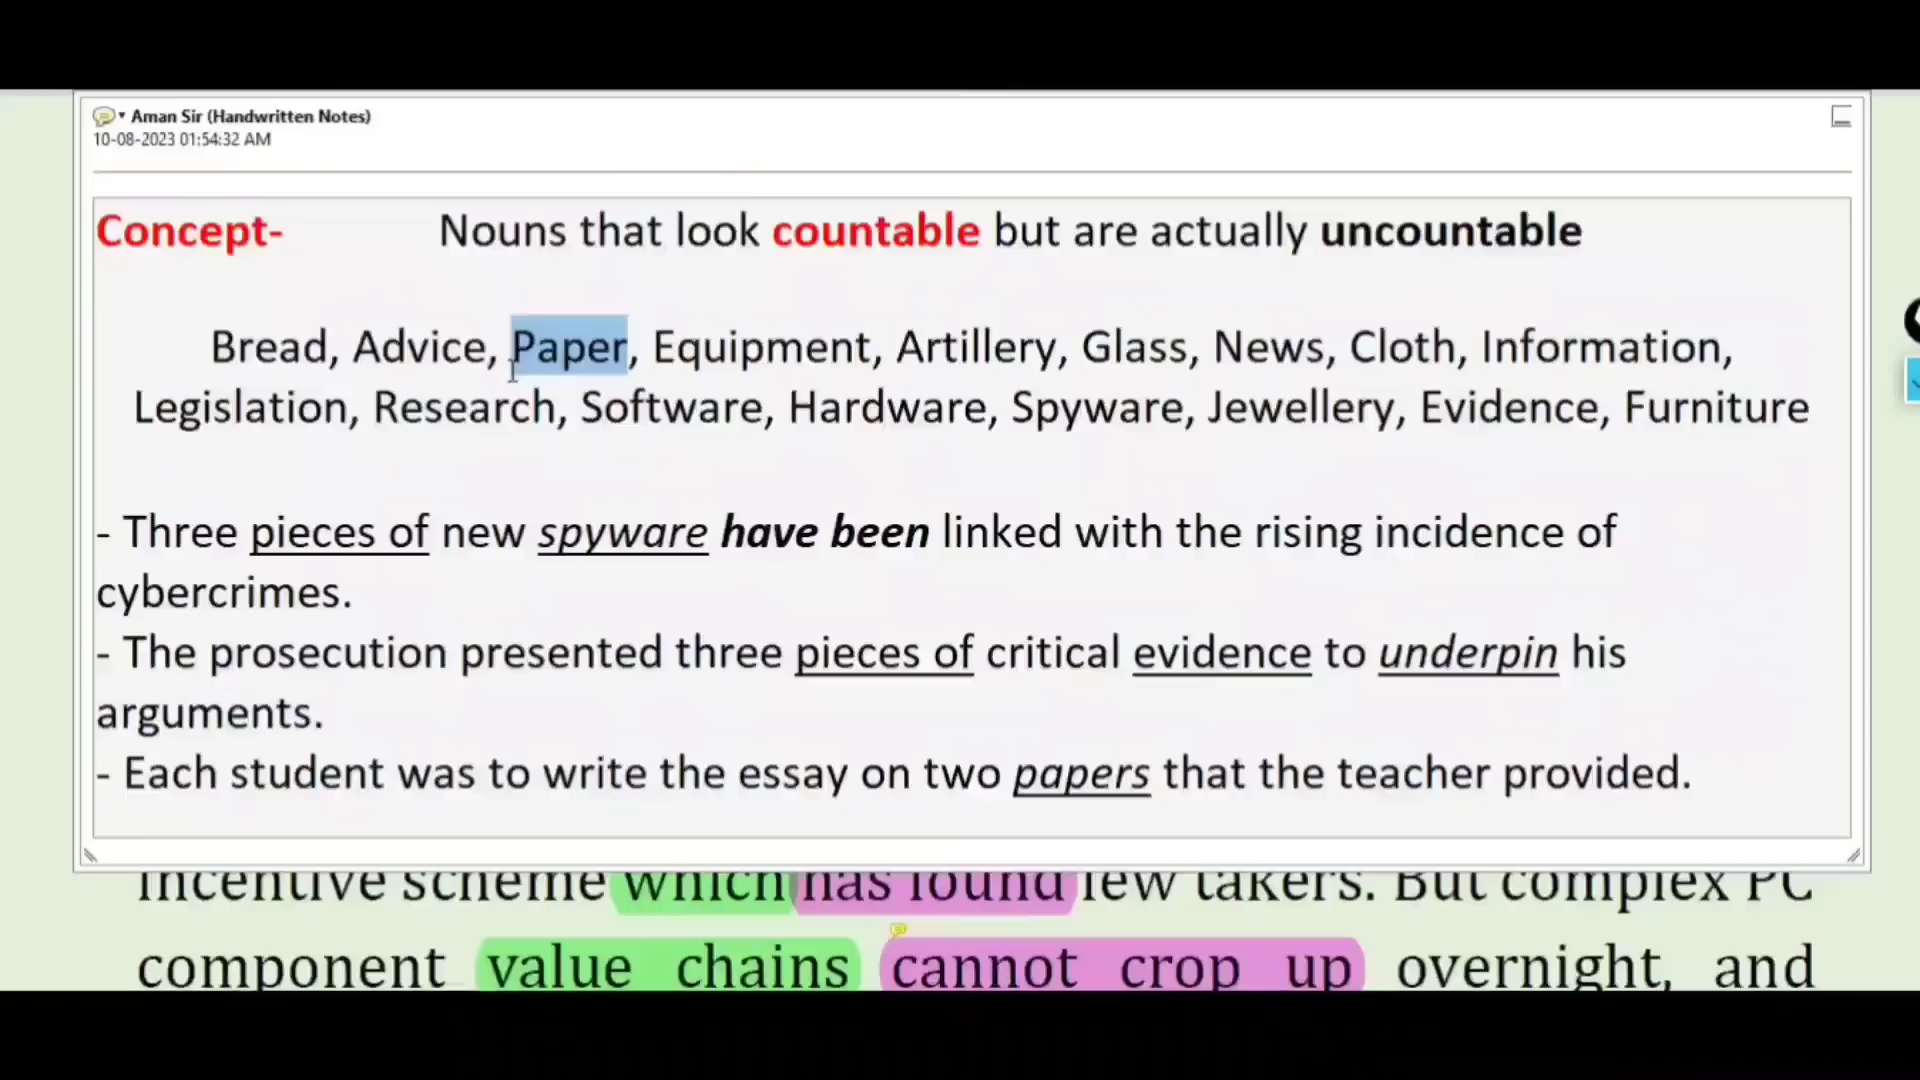 Aman Sir (Handwritten Notes)
10-08-2023 01:54:32 AM
Concept- Nouns that look countable but are actually uncountable
Bread, Advice, Paper, Equipment, Artillery, Glass, News, Cloth, Information,
Legislation, Research, Software, Hardware, Spyware, Jewellery, Evidence, Furniture
- Three pieces of new spyware have been linked with the rising incidence of
cybercrimes.
- The prosecution presented three pieces of critical evidence to underpin his
arguments.
- Each student was to write the essay on two papers that the teacher provided.
incentive scheme which has found few takers. But complex PC
component value chains cannot crop up overnight, and